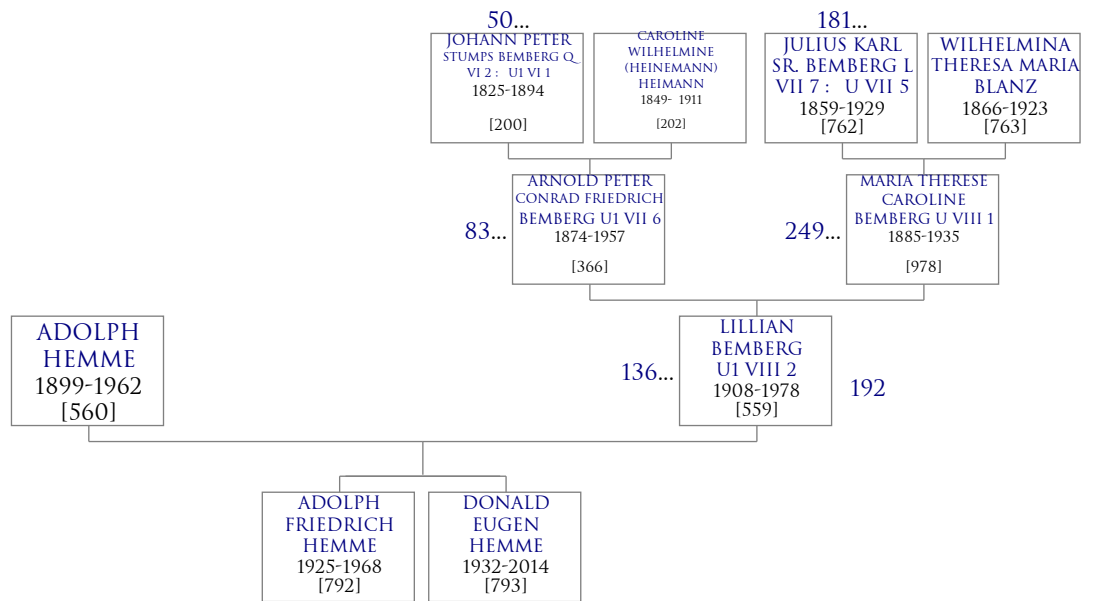 50...
JOHANN PETER
STUMPS BEMBERG Q
VI 2 : U1 VI 1
1825-1894
[200]
CAROLINE
WILHELMINE
(HEINEMANN)
HEIMANN
1849- 1911
[202]
181...
JULIUS KARL
SR. BEMBERG L
VII 7 : U VII 5
1859-1929
[762]
WILHELMINA
THERESA MARIA
BLANZ
1866-1923
[763]
83...
ARNOLD PETER
CONRAD FRIEDRICH
BEMBERG U1 VII 6
1874-1957
[366]
249...
MARIA THERESE
CAROLINE
BEMBERG U VIII 1
1885-1935
[978]
ADOLPH
HEMME
1899-1962
[560]
136...
LILLIAN
BEMBERG
U1 VIII 2
1908-1978
[559]
192
ADOLPH
FRIEDRICH
HEMME
1925-1968
[792]
DONALD
EUGEN
HEMME
1932-2014
[793]